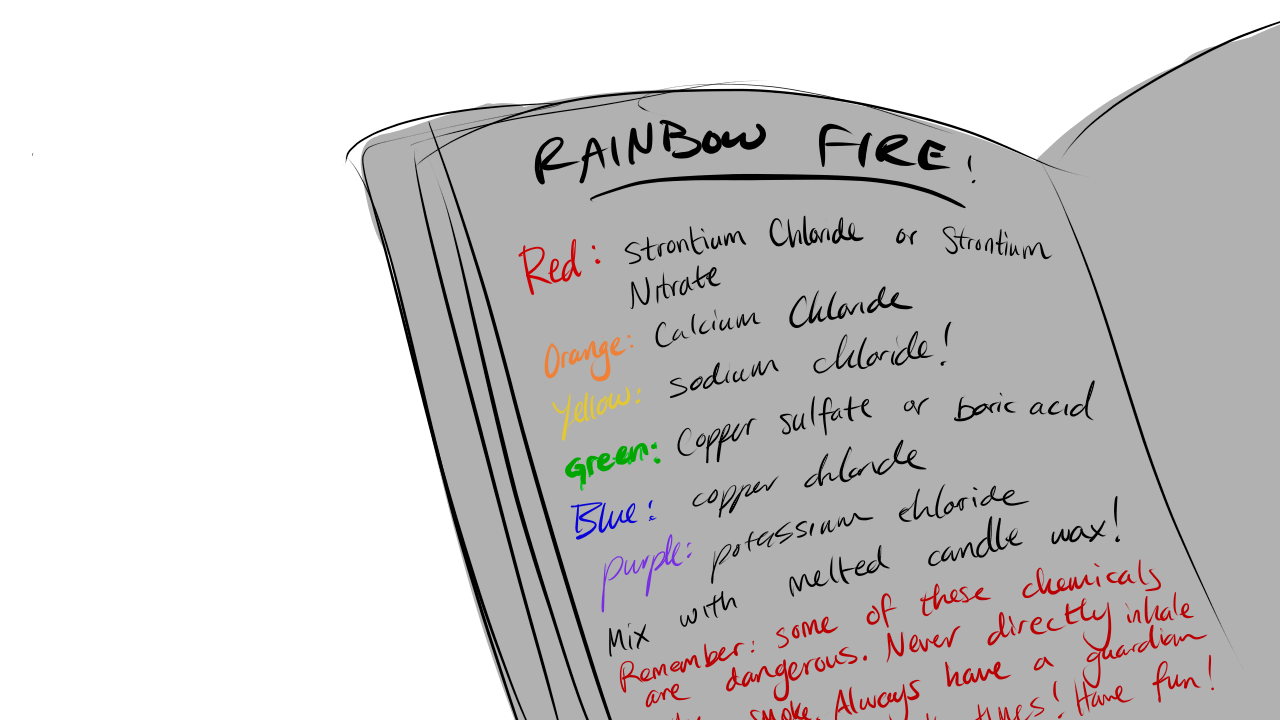 RAINBOW FIRE!
Red: Strontium Chloride or Strontium
Nitrate
Orange: Calcium Chloride
Yellow: sodium chloride!
Green: Copper sulfate or boric acid
Blue: copper chloride
purple: potassium chloride
Mix with melted candle wax!
Remember: some of these chemicals
are dangerous. Never directly inhale
smoke. Always have a guardian
times! Have fun!